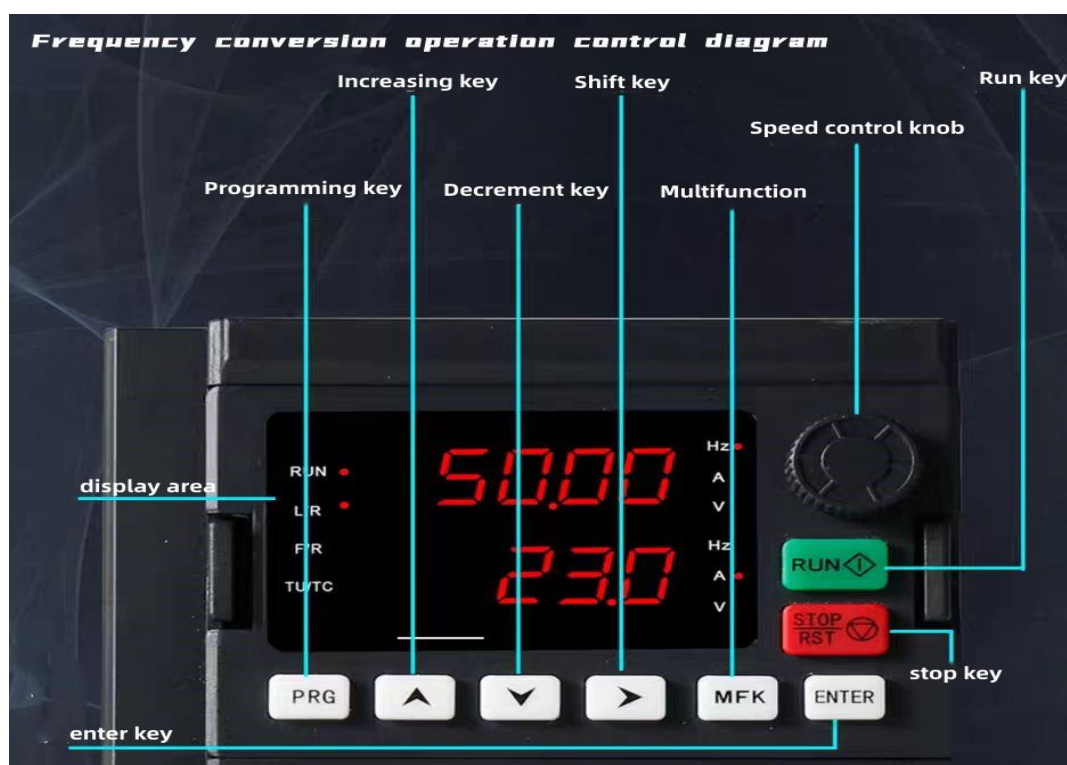 Frequency conversion operation control diagram
Increasing key
Shift key
Run key
Speed control knob
Programming key
Decrement key
Multifunction
display area
RUN
L/R
F/R
TU/TC
50.00
Hz
A
V
23.0
Hz
A
V
RUN
STOP
RST
stop key
PRG
MFK
ENTER
enter key